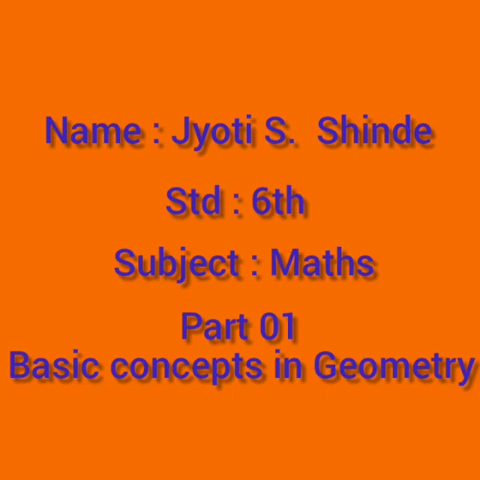 Name : Jyoti S. Shinde
Std : 6th
Subject : Maths
Part 01
Basic concepts in Geometry